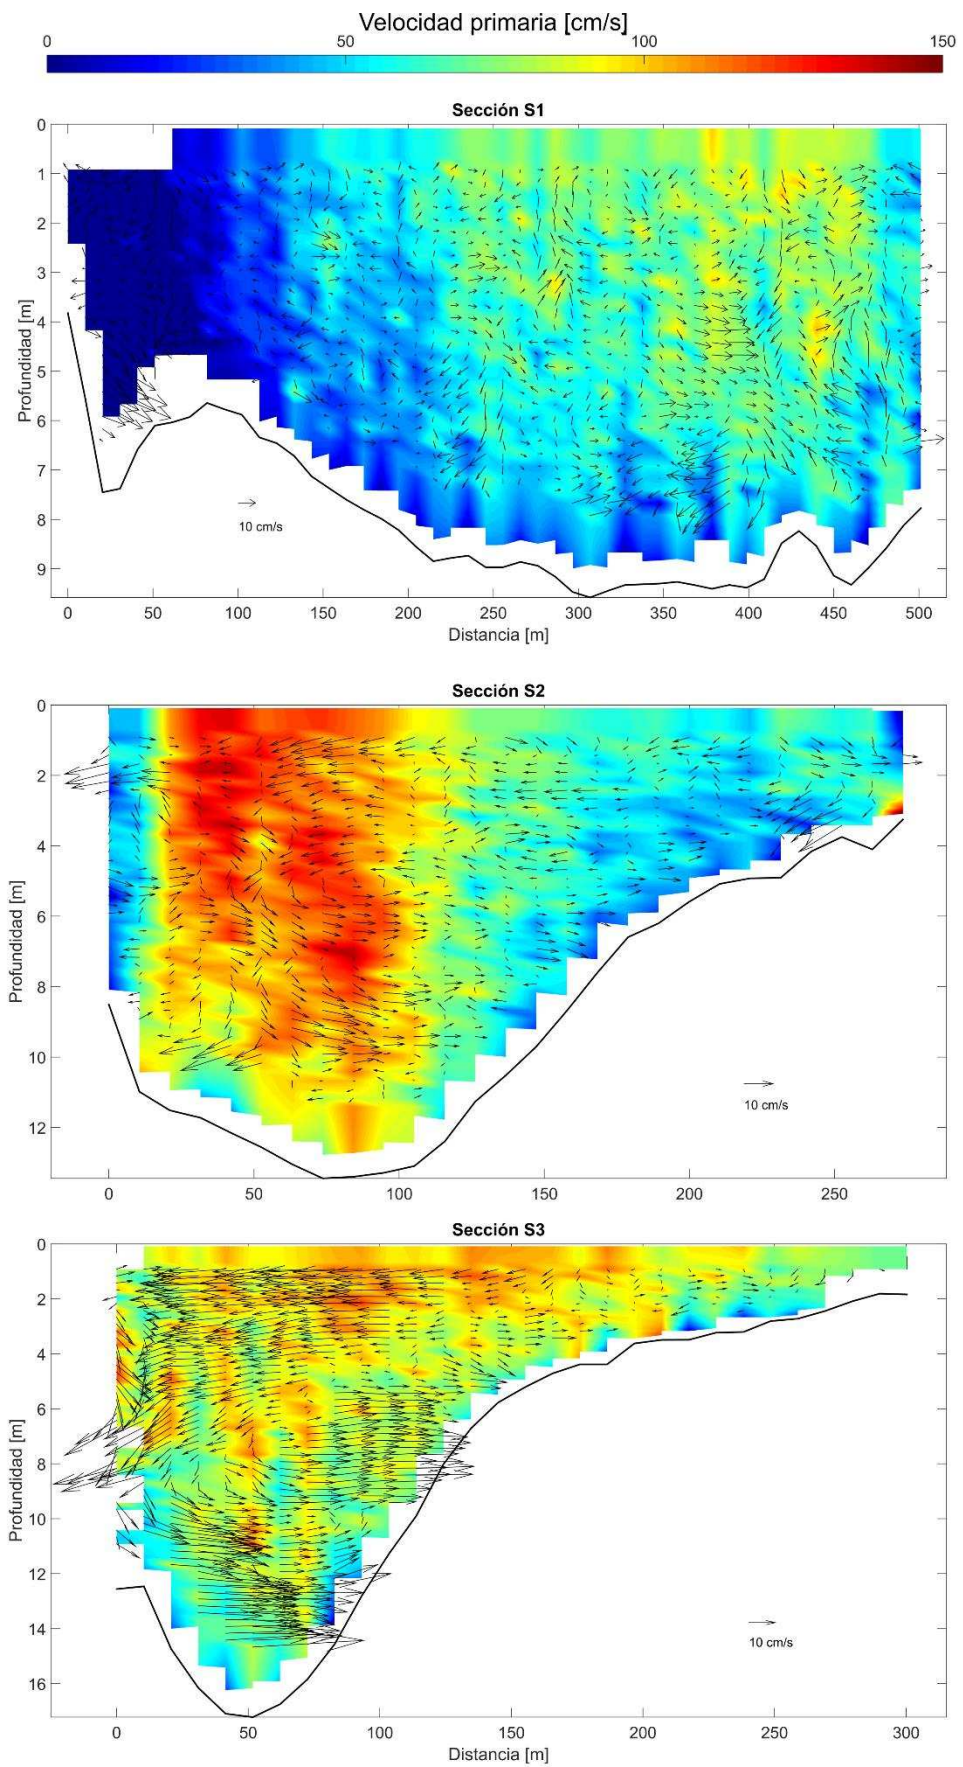 Velocidad primaria [cm/s]
0 50 100 150
Sección S1
0
1
2
3
4
5
6
7
8
9
Profundidad [m]
10 cm/s
0 50 100 150 200 250 300 350 400 450 500
Distancia [m]
Sección S2
0
2
4
6
8
10
12
Profundidad [m]
10 cm/s
0 50 100 150 200 250
Sección S3
0
2
4
6
8
10
12
14
16
Profundidad [m]
10 cm/s
0 50 100 150 200 250 300
Distancia [m]